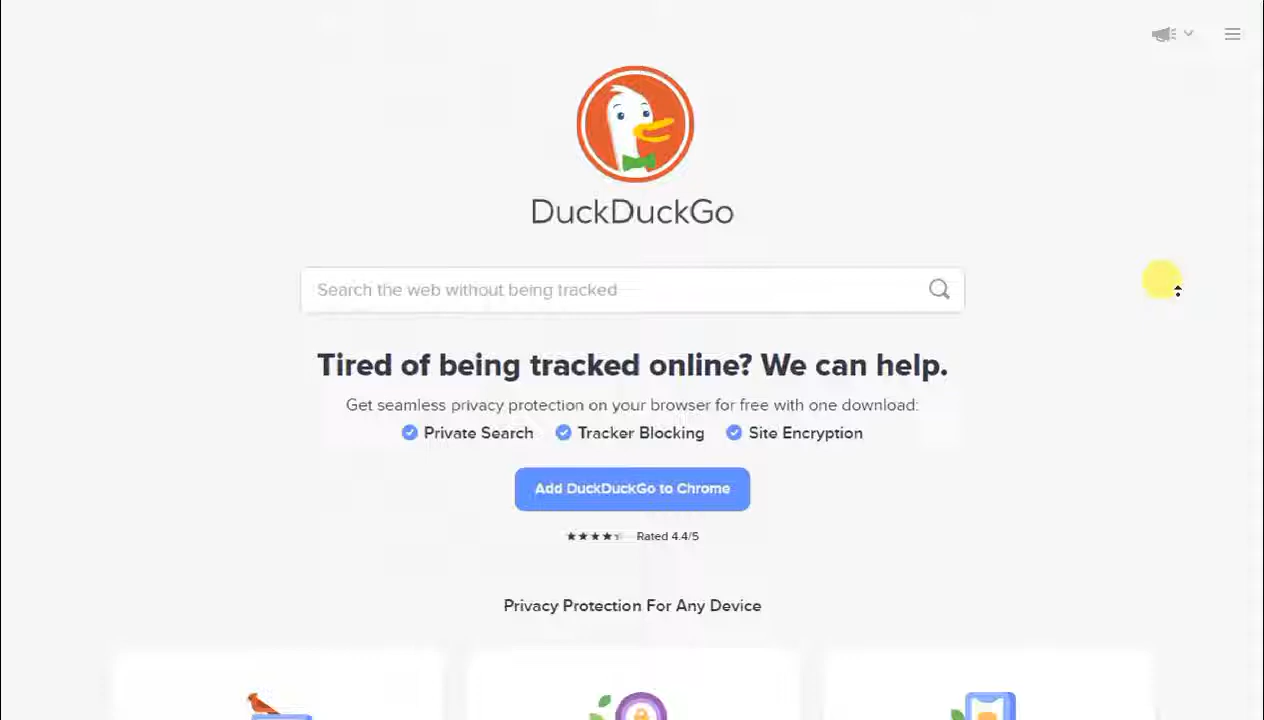 DuckDuckGo
Search the web without being tracked
Tired of being tracked online? We can help.
Get seamless privacy protection on your browser for free with one download:
Private Search Tracker Blocking Site Encryption
Add DuckDuckGo to Chrome
Rated 4.4/5
Privacy Protection For Any Device